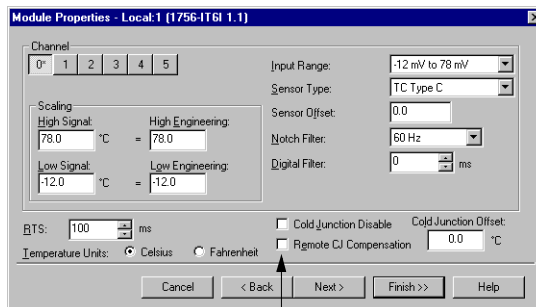 Module Properties - Local:1 (1756-IT6I 1.1)
Channel
0* 1 2 3 4 5
Input Range: -12 mV to 78 mV
Sensor Type: TC Type C
Sensor Offset: 0.0
Notch Filter: 60 Hz
Digital Filter: 0 ms
Scaling
High Signal: High Engineering:
78.0 °C = 78.0
Low Signal: Low Engineering:
-12.0 °C = -12.0
RTS: 100 ms
Temperature Units: Celsius Fahrenheit
Cold Junction Disable
Remote CJ Compensation
Cold Junction Offset:
0.0 °C
Cancel < Back Next > Finish >> Help